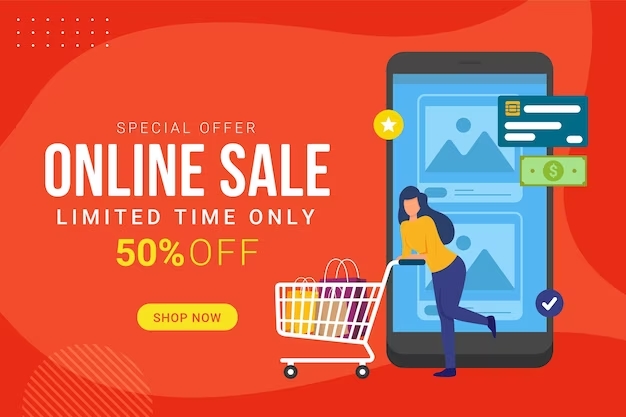 SPECIAL OFFER
ONLINE SALE
LIMITED TIME ONLY
50% OFF
SHOP NOW
$